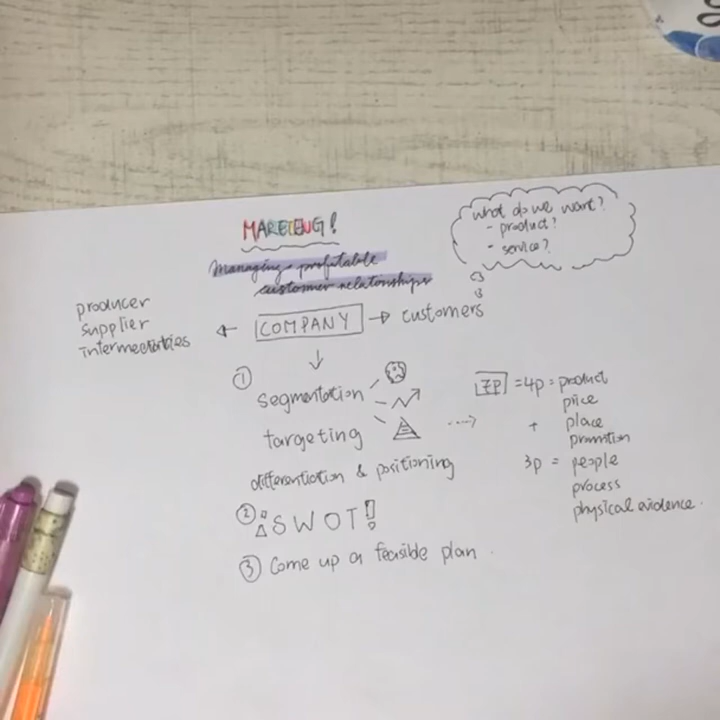 MARETEUG!
managing profitable
customer relationships
what do we want?
- product?
- service?
producer
supplier
intermediaries
COMPANY
customers
①
segmentation
targeting
differentiation & positioning
7P = 4p = product
price
+ place
promotion
3p = people
process
physical evidence.
② SWOT!
③ Come up a feasible plan.